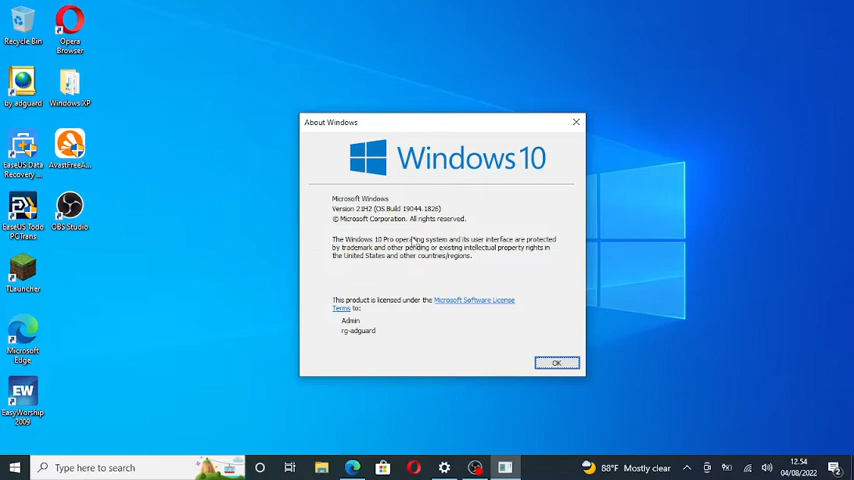 Recycle Bin
Opera
Browser
by adguard
Windows XP
EaseUS Data
Recovery ...
AvastFreeA...
EaseUS Todo
PCTrans
OBS Studio
TLauncher
Microsoft
Edge
EW
EasyWorship
2009
About Windows
Windows 10
Microsoft Windows
Version 21H2 (OS Build 19044.1826)
© Microsoft Corporation. All rights reserved.
The Windows 10 Pro operating system and its user interface are protected
by trademark and other pending or existing intellectual property rights in
the United States and other countries/regions.
This product is licensed under the Microsoft Software License
Terms to:
Admin
rg-adguard
OK
Type here to search
88°F Mostly clear
12.54
04/08/2022
2